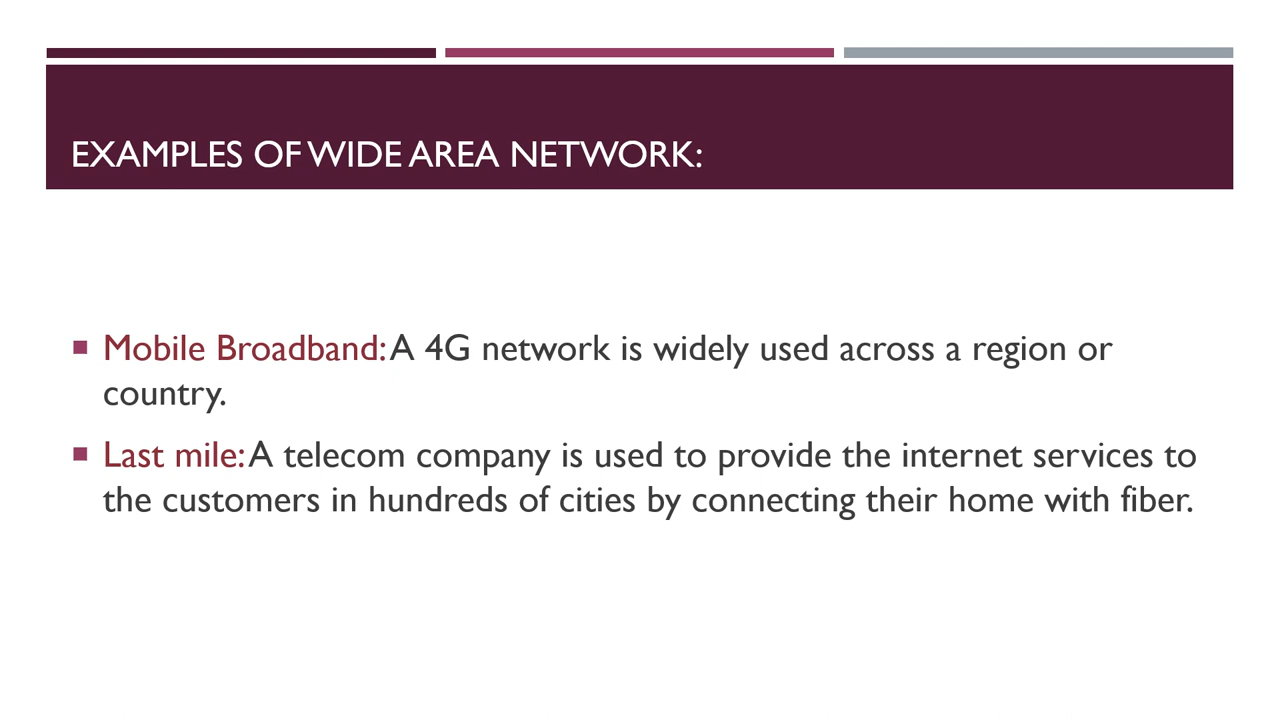 EXAMPLES OF WIDE AREA NETWORK:
Mobile Broadband: A 4G network is widely used across a region or
country.
Last mile: A telecom company is used to provide the internet services to
the customers in hundreds of cities by connecting their home with fiber.